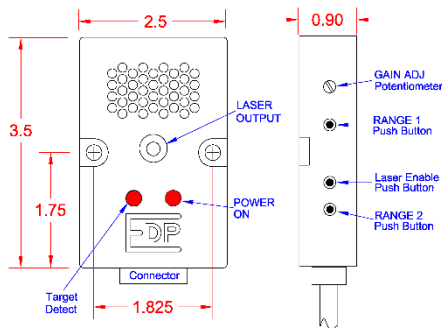 2.5
0.90
3.5
1.75
LASER
OUTPUT
GAIN ADJ
Potentiometer
RANGE 1
Push Button
Laser Enable
Push Button
RANGE 2
Push Button
POWER
ON
EDP
Connector
Target
Detect
1.825